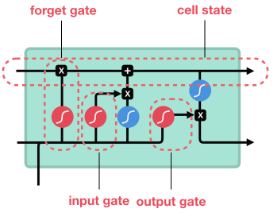 forget gate
cell state
x
+
x
x
input gate
output gate